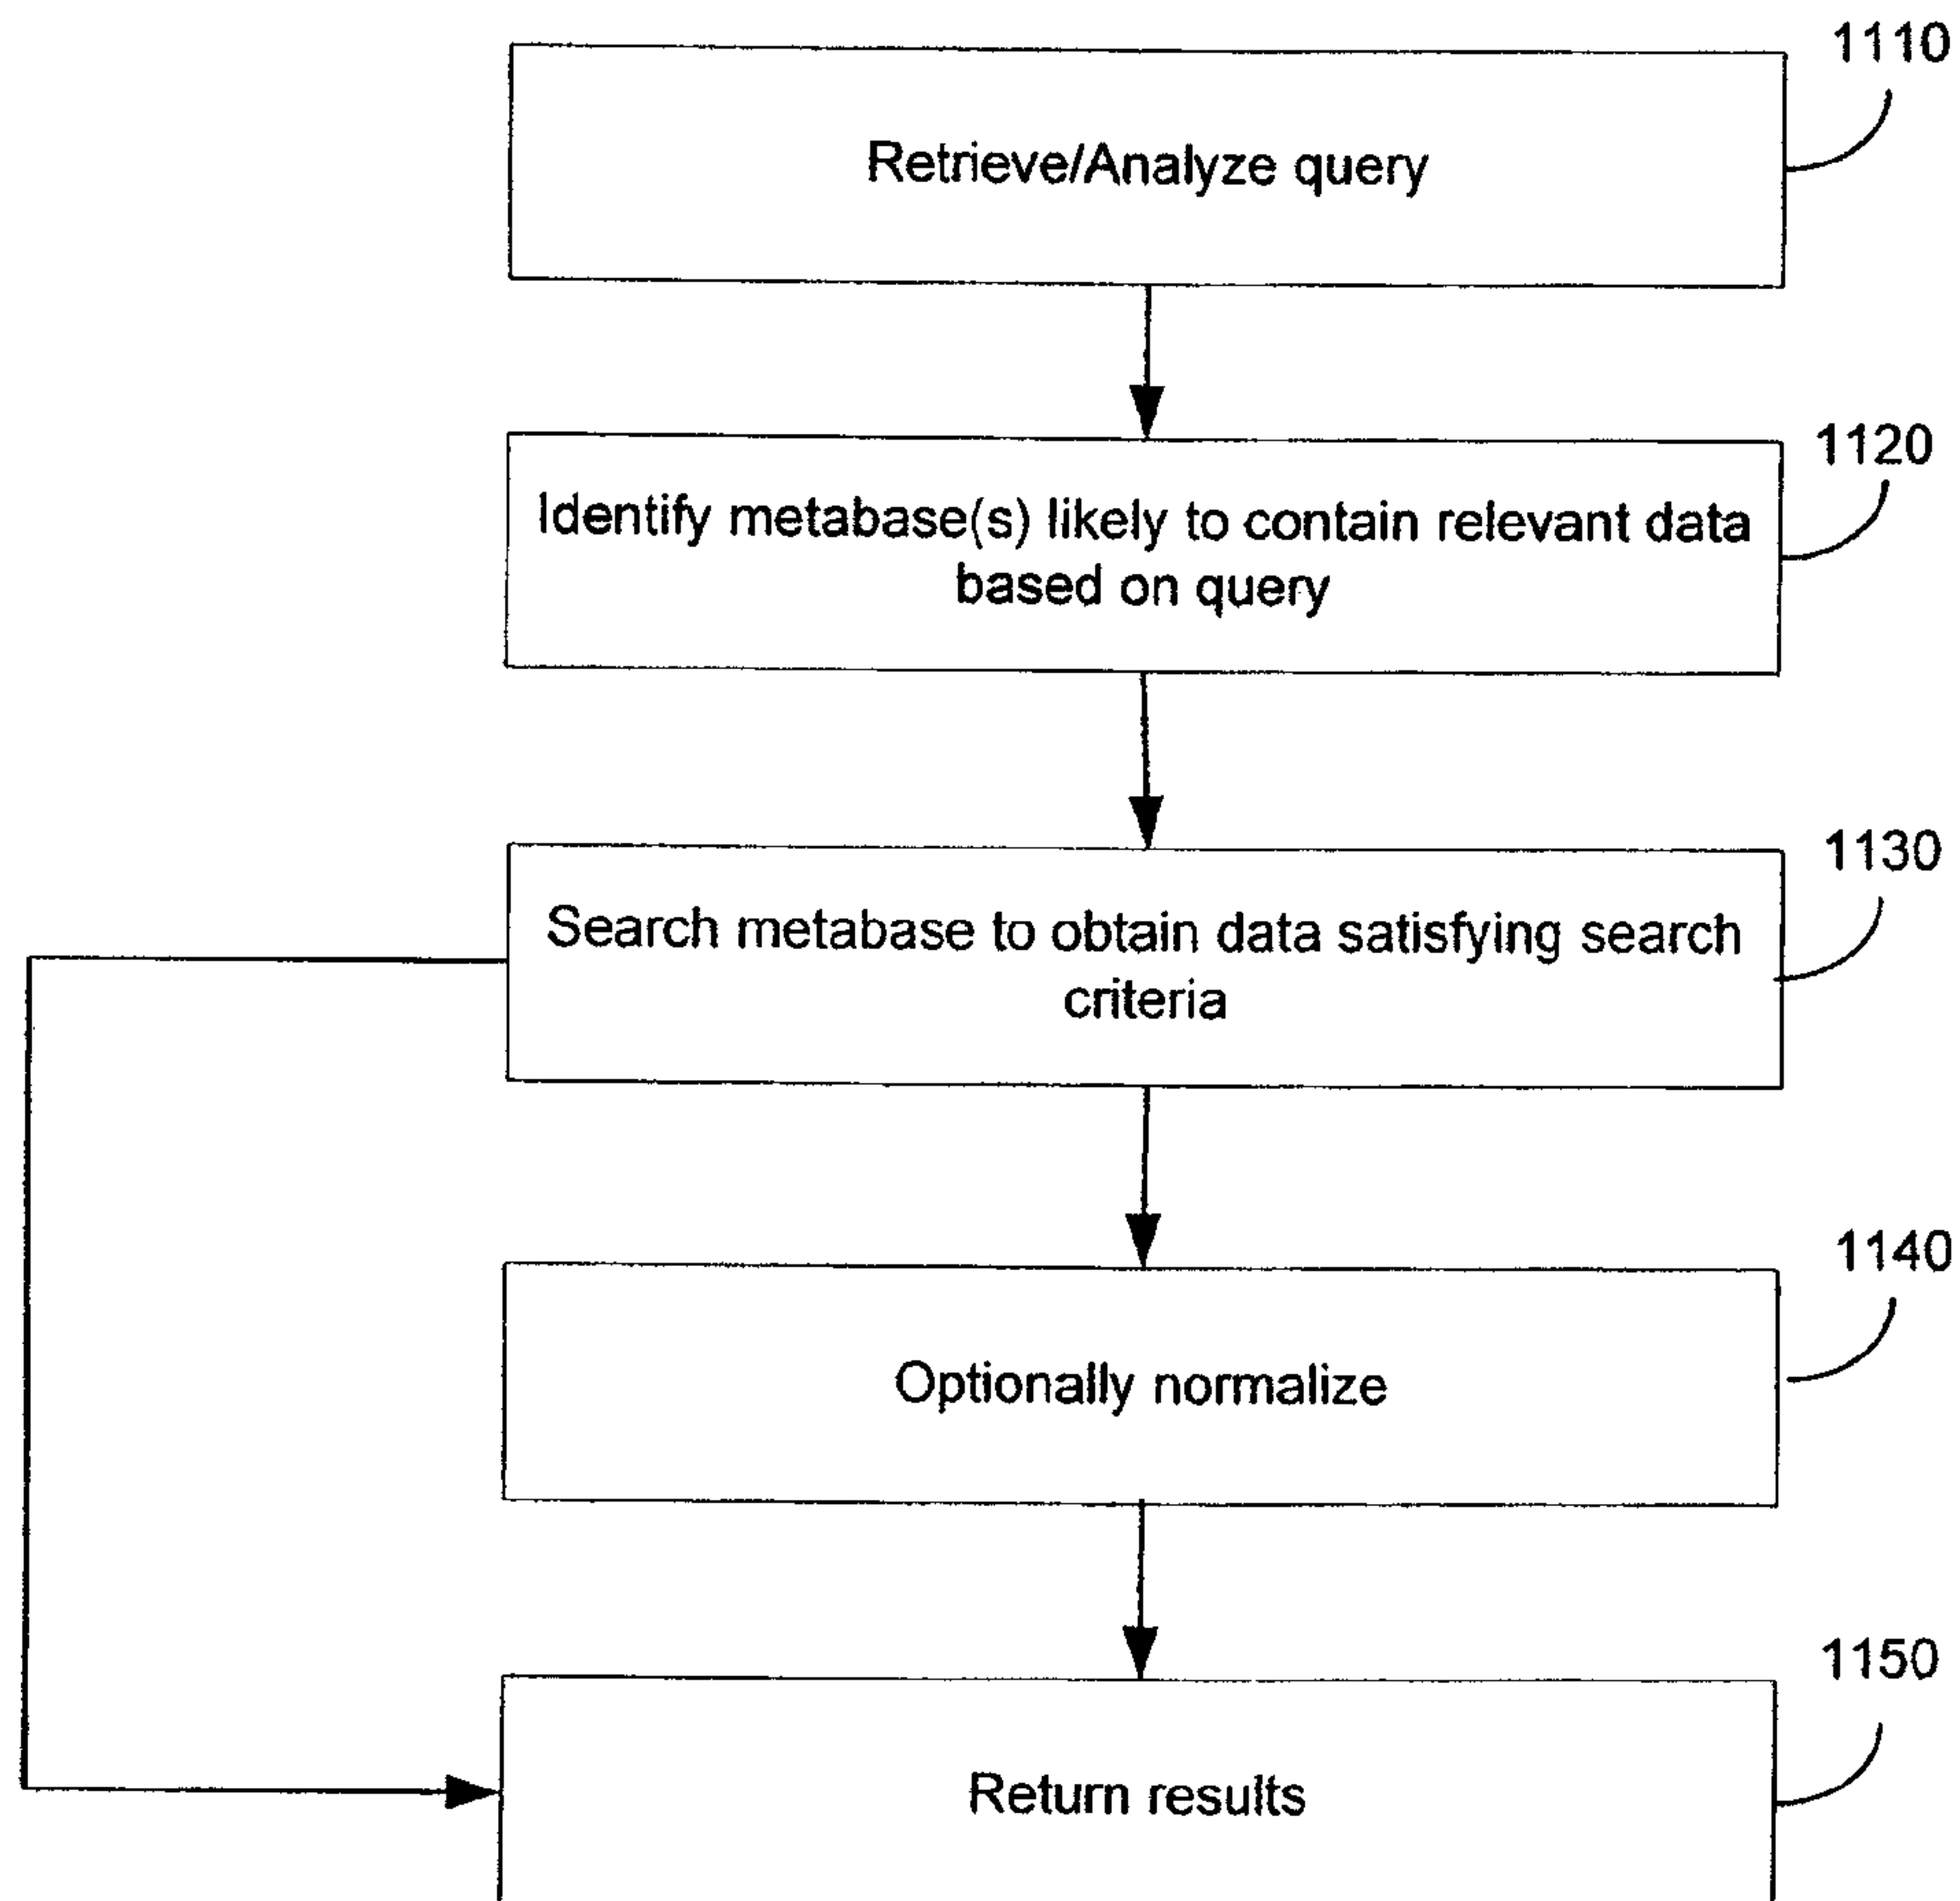 1110
Retrieve/Analyze query
1120
Identify metabase(s) likely to contain relevant data
based on query
1130
Search metabase to obtain data satisfying search
criteria
1140
Optionally normalize
1150
Return results